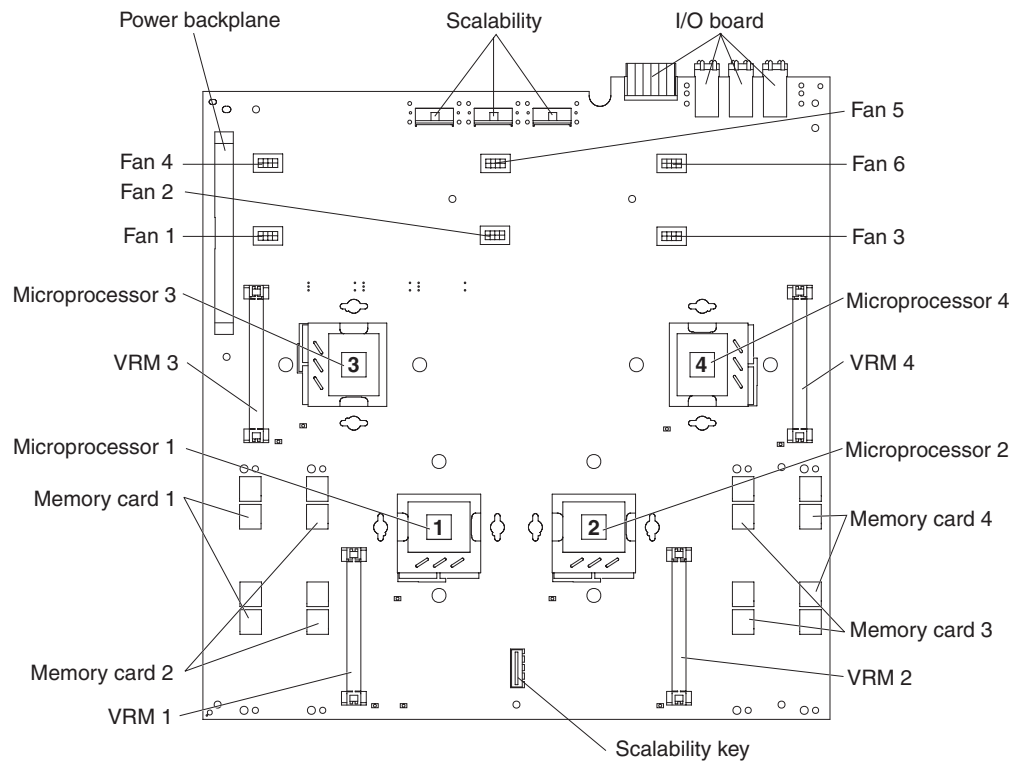 Power backplane
Scalability
I/O board
Fan 5
Fan 4
Fan 6
Fan 2
Fan 1
Fan 3
Microprocessor 3
Microprocessor 4
3
4
VRM 3
VRM 4
Microprocessor 1
Microprocessor 2
Memory card 1
Memory card 4
1
2
Memory card 3
Memory card 2
VRM 2
VRM 1
Scalability key